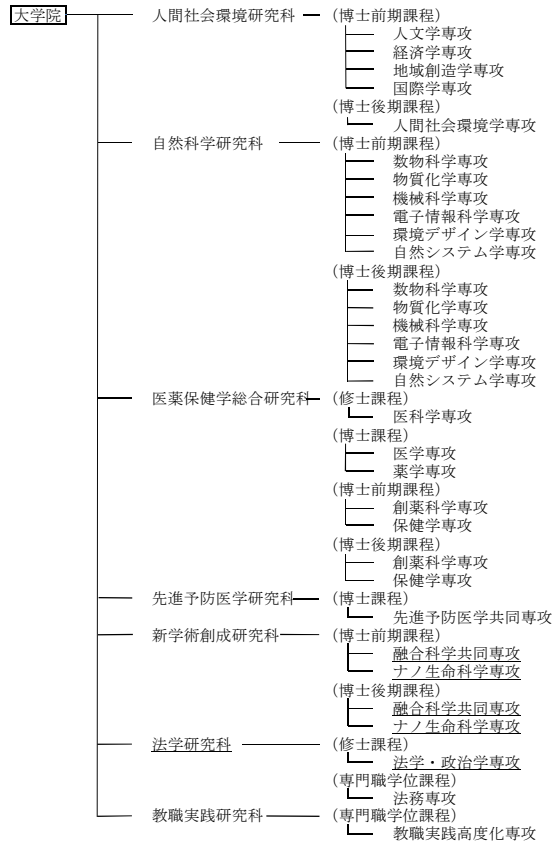 大学院 人間社会環境研究科 (博士前期課程)
人文学専攻
経済学専攻
地域創造学専攻
国際学専攻
(博士後期課程)
人間社会環境学専攻
自然科学研究科 (博士前期課程)
数物科学専攻
物質化学専攻
機械科学専攻
電子情報科学専攻
環境デザイン学専攻
自然システム学専攻
(博士後期課程)
数物科学専攻
物質化学専攻
機械科学専攻
電子情報科学専攻
環境デザイン学専攻
自然システム学専攻
医薬保健学総合研究科 (修士課程)
医科学専攻
(博士課程)
医学専攻
薬学専攻
(博士前期課程)
創薬科学専攻
保健学専攻
(博士後期課程)
創薬科学専攻
保健学専攻
先進予防医学研究科 (博士課程)
先進予防医学共同専攻
新学術創成研究科 (博士前期課程)
融合科学共同専攻
ナノ生命科学専攻
(博士後期課程)
融合科学共同専攻
ナノ生命科学専攻
法学研究科 (修士課程)
法学・政治学専攻
(専門職学位課程)
法務専攻
教職実践研究科 (専門職学位課程)
教職実践高度化専攻